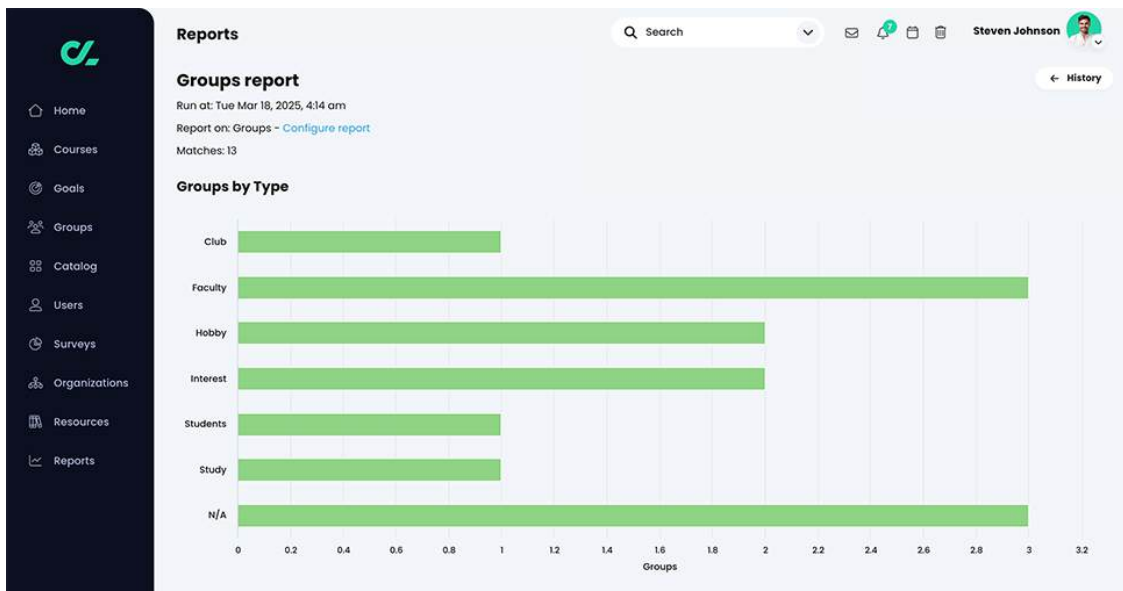 Reports
Search
7
Steven Johnson
Groups report
← History
Run at: Tue Mar 18, 2025, 4:14 am
Report on: Groups - Configure report
Matches: 13
Home
Courses
Goals
Groups
Catalog
Users
Surveys
Organizations
Resources
Reports
Groups by Type
Club
Faculty
Hobby
Interest
Students
Study
N/A
0 0.2 0.4 0.6 0.8 1 1.2 1.4 1.6 1.8 2 2.2 2.4 2.6 2.8 3 3.2
Groups